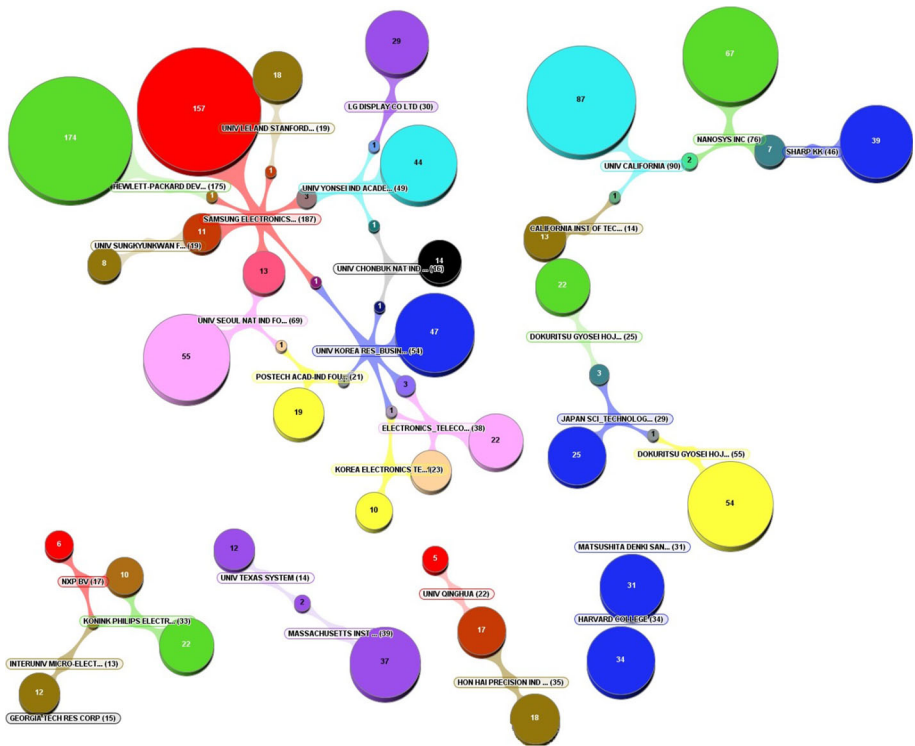 29
67
18
LG DISPLAY CO LTD (30)
157
87
174
UNIV LELAND STANFORD... (19)
39
NANOSYS INC (76)
7
SHARP KK (46)
1
44
UNIV CALIFORNIA (90)
2
1
HEWLETT-PACKARD DEV... (175)
UNIV YONSEI IND ACADE... (49)
1
3
1
SAMSUNG ELECTRONICS... (187)
11
1
CALIFORNIA INST OF TEC... (14)
13
UNIV SUNGKYUNKWAN F... (19)
8
14
UNIV CHONBUK NAT IND ... (16)
13
1
22
1
UNIV SEOUL NAT IND FO... (69)
47
DOKURITSU GYOSEI HOJ... (25)
1
UNIV KOREA RES_BUSIN... (54)
55
POSTECH ACAD-IND FOU... (21)
3
3
19
1
JAPAN SCI_TECHNOLOG... (29)
ELECTRONICS_TELECO... (38)
22
1
25
DOKURITSU GYOSEI HOJ... (55)
KOREA ELECTRONICS TE... (23)
54
10
6
12
5
MATSUSHITA DENKI SAN... (31)
10
NXP BV (17)
UNIV TEXAS SYSTEM (14)
31
UNIV QINGHUA (22)
2
KONINK PHILIPS ELECTR... (33)
HARVARD COLLEGE (34)
17
MASSACHUSETTS INST ... (39)
22
34
INTERUNIV MICRO-ELECT... (13)
37
HON HAI PRECISION IND ... (35)
12
GEORGIA TECH RES CORP (15)
18